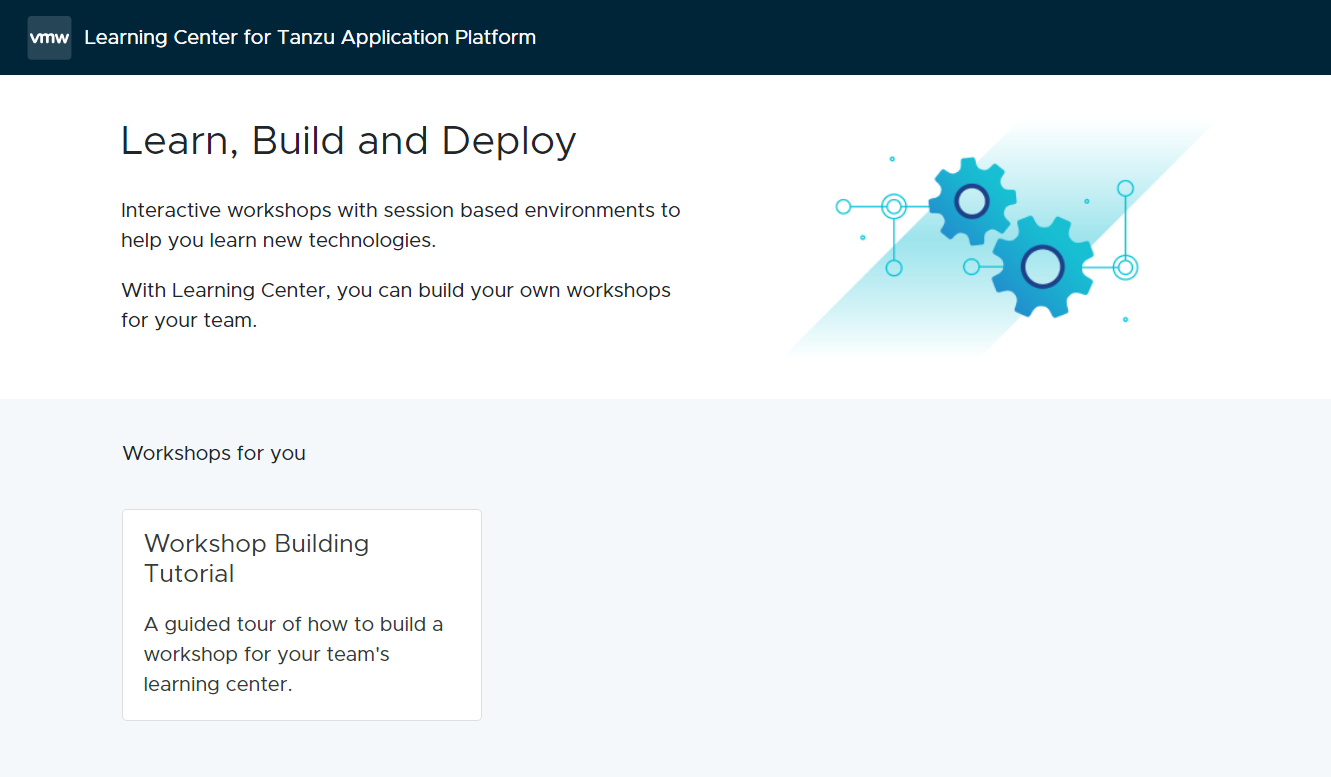 vmw Learning Center for Tanzu Application Platform
Learn, Build and Deploy
Interactive workshops with session based environments to
help you learn new technologies.
With Learning Center, you can build your own workshops
for your team.
Workshops for you
Workshop Building
Tutorial
A guided tour of how to build a
workshop for your team's
learning center.